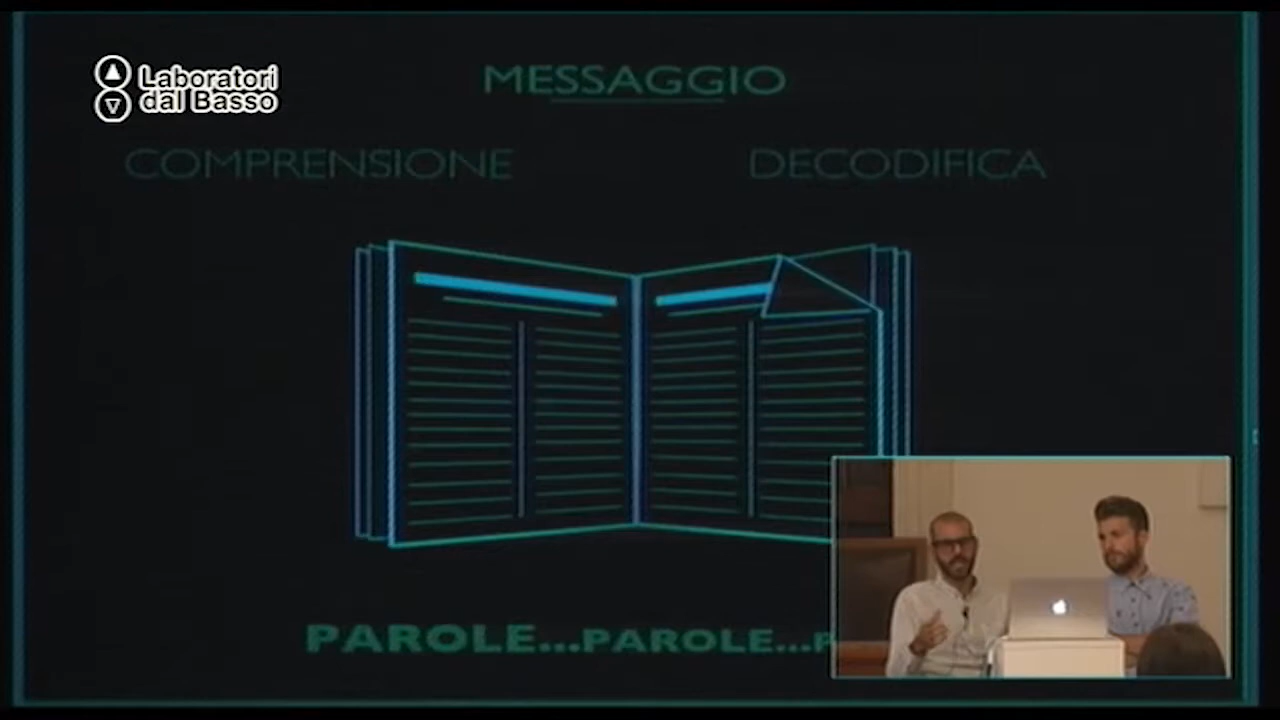 Laboratori
dal Basso
MESSAGGIO
COMPRENSIONE
DECODIFICA
PAROLE...PAROLE...P